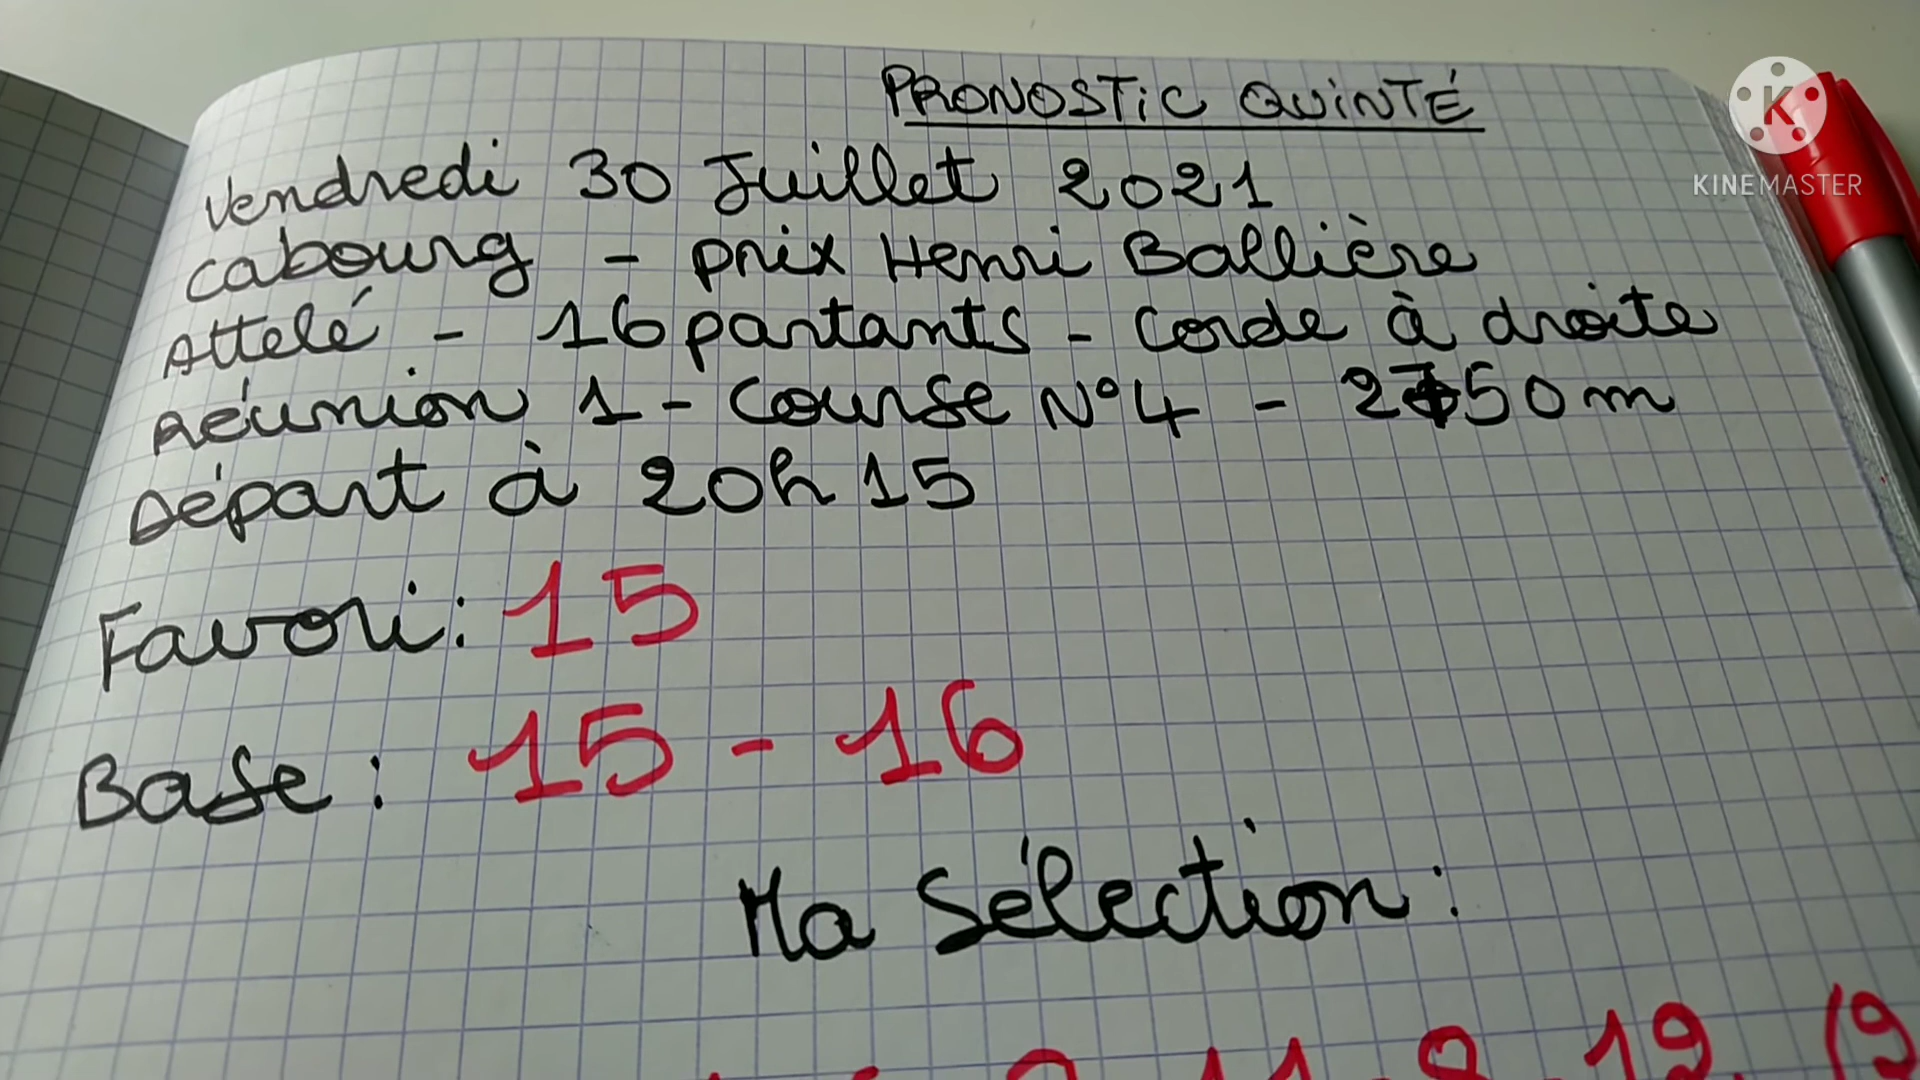 PRONOSTIC QUINTÉ
Vendredi 30 Juillet 2021
Cabourg - prix Henri Ballière
Attelé - 16 partants - Corde à droite
Réunion 1 - Course N°4 - 2750m
Départ à 20h15
Favori: 15
Base: 15 - 16
Ma Sélection:
K
KINEMASTER